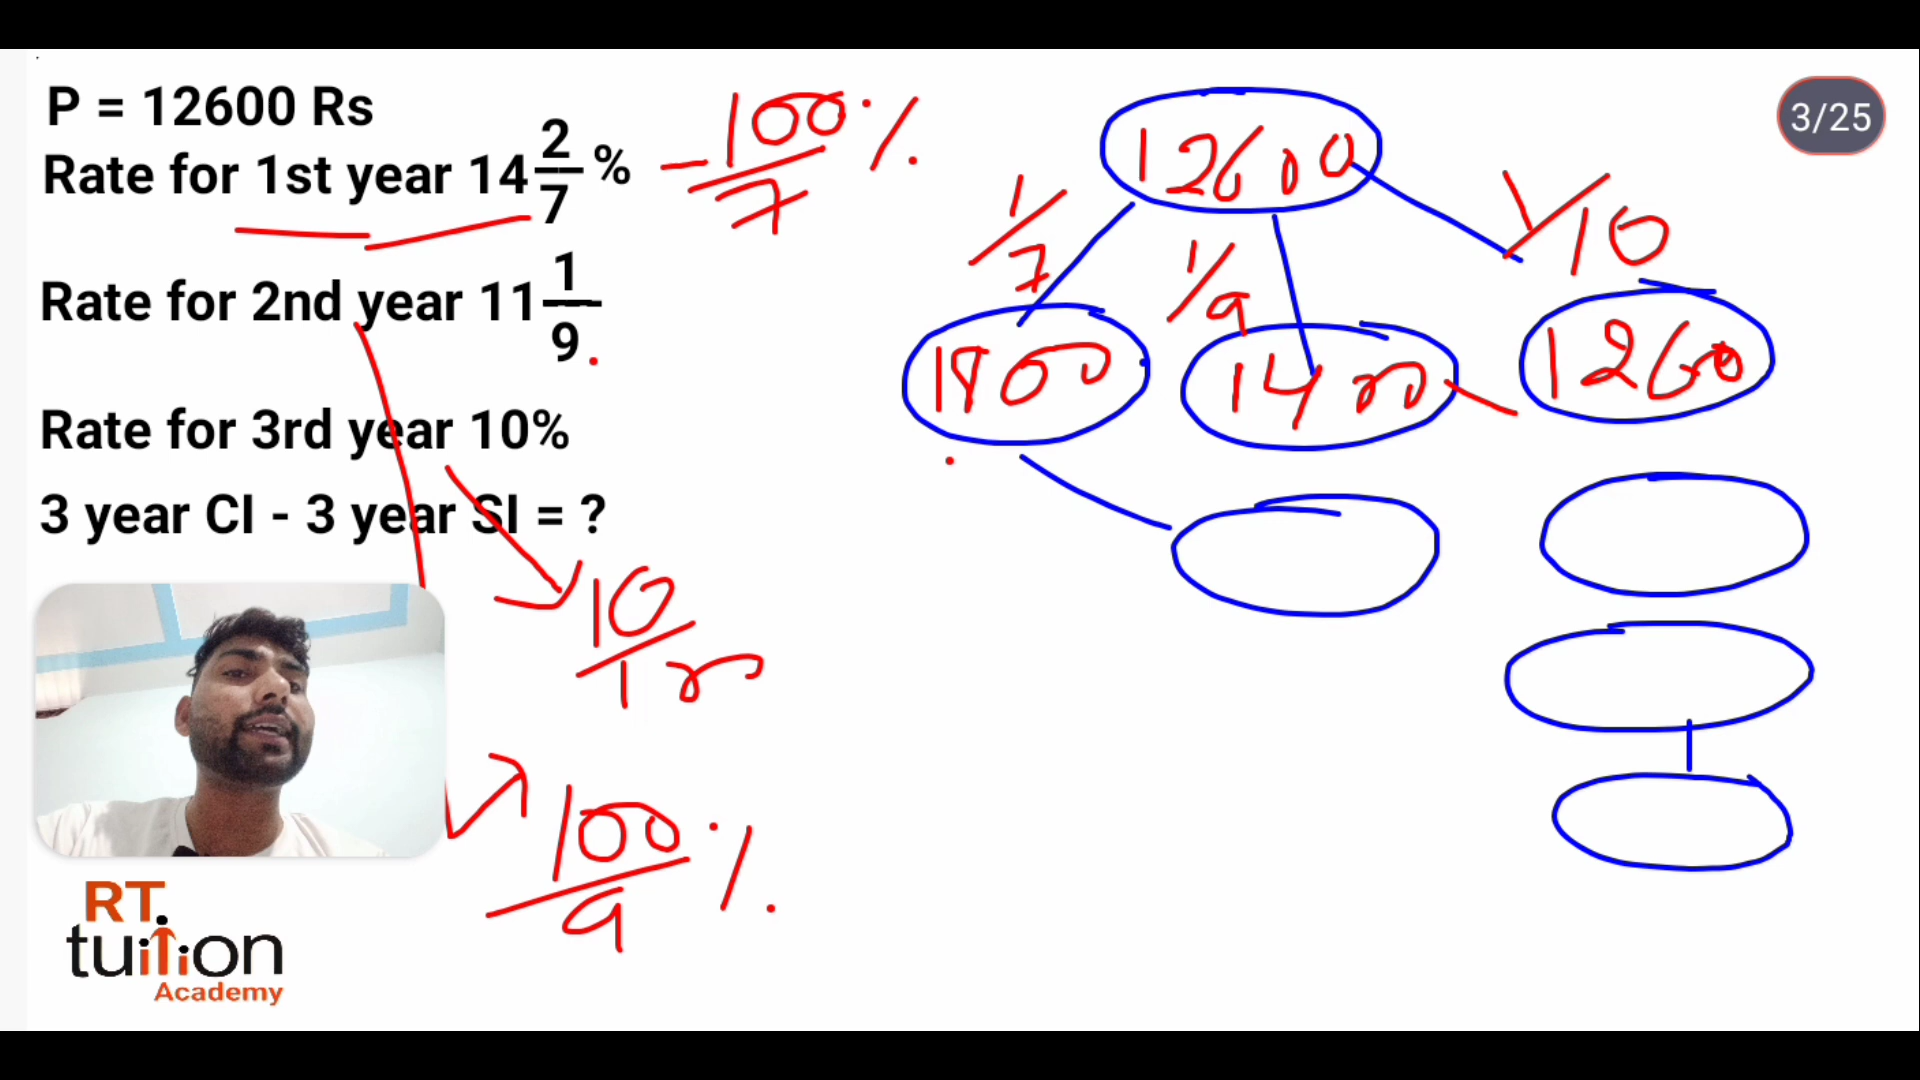 P = 12600 Rs
Rate for 1st year 14 2/7 %
Rate for 2nd year 11 1/9
Rate for 3rd year 10%
3 year CI - 3 year SI = ?
100/7 %
10/100
100/9 %
12600
1/7
1/9
1/10
1800
1400
1260
3/25
RT
tuition
Academy